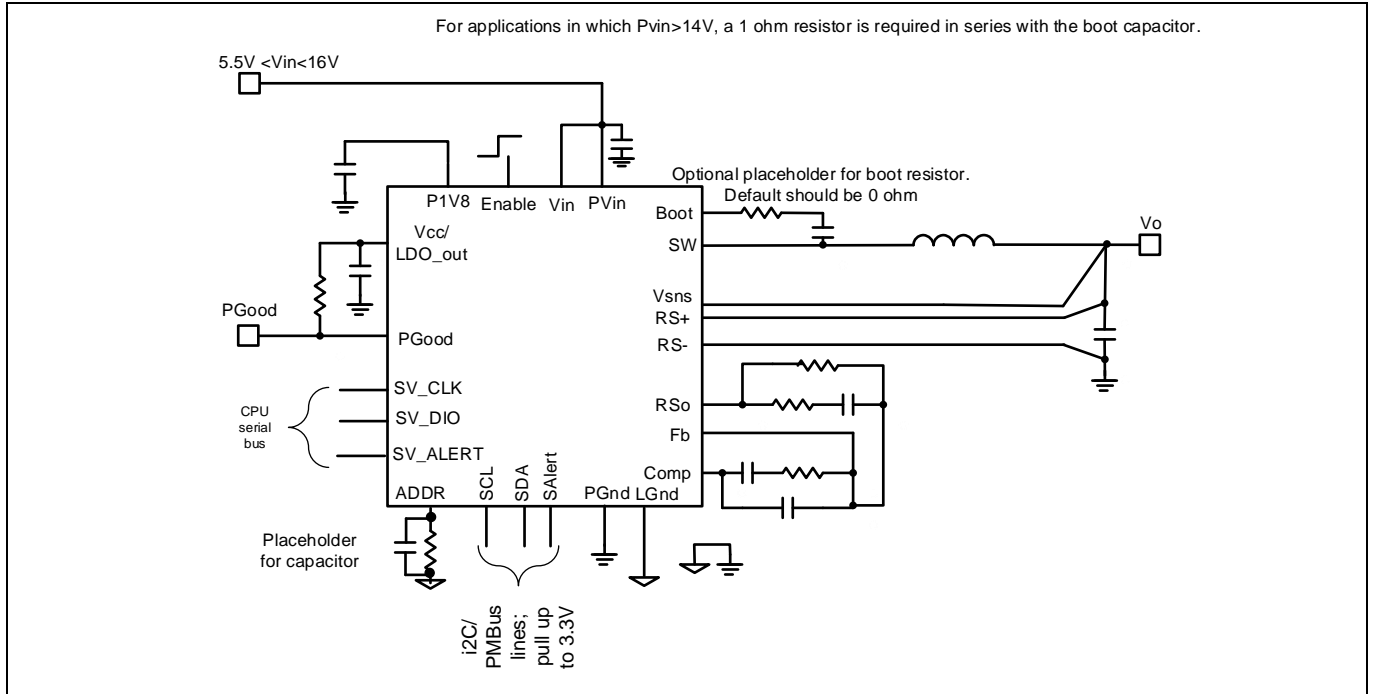 For applications in which Pvin>14V, a 1 ohm resistor is required in series with the boot capacitor.
5.5V <Vin<16V
Optional placeholder for boot resistor.
Default should be 0 ohm
P1V8
Enable
Vin
PVin
Boot
Vo
Vcc/
LDO_out
SW
Vsns
RS+
PGood
PGood
RS-
SV_CLK
RSo
CPU
serial
bus
SV_DIO
Fb
SV_ALERT
Comp
ADDR
SCL
SDA
SAlert
PGnd
LGnd
Placeholder
for capacitor
i2C/
PMBus
lines;
pull up
to 3.3V